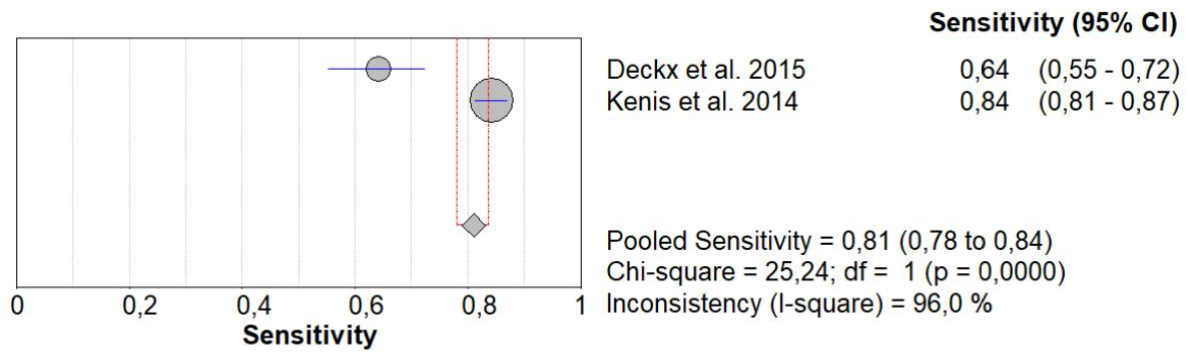 Sensitivity (95% CI)
Deckx et al. 2015 0,64 (0,55 - 0,72)
Kenis et al. 2014 0,84 (0,81 - 0,87)
Pooled Sensitivity = 0,81 (0,78 to 0,84)
Chi-square = 25,24; df = 1 (p = 0,0000)
Inconsistency (I-square) = 96,0 %
0 0,2 0,4 0,6 0,8 1
Sensitivity